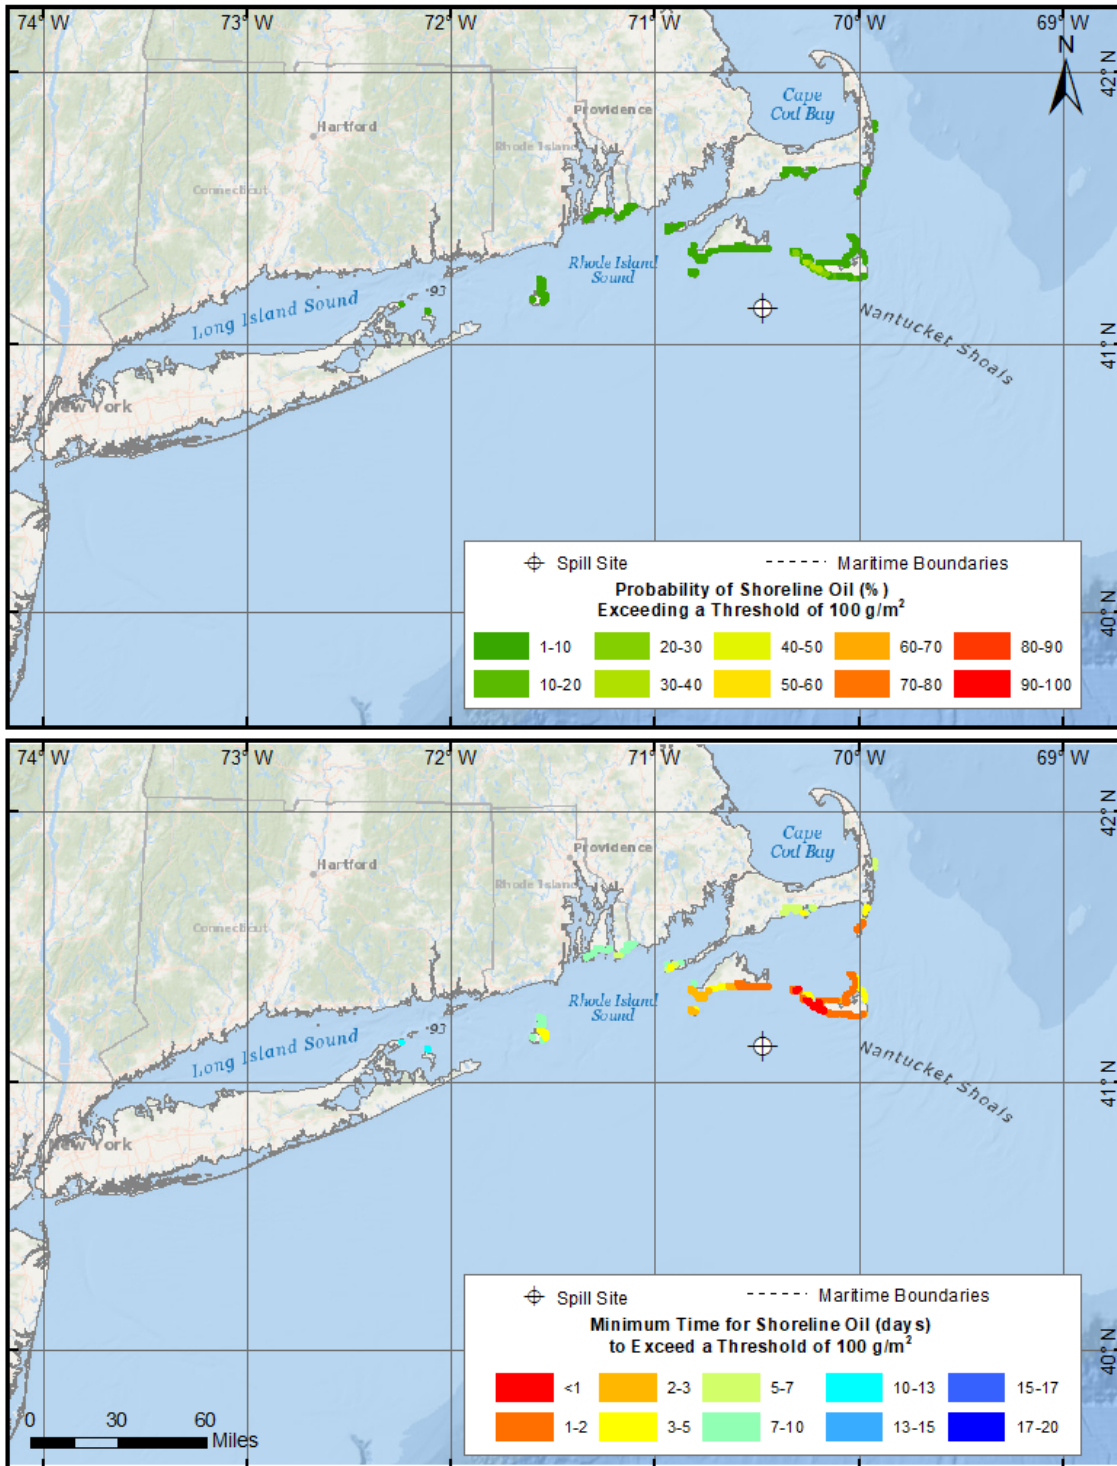 74° W 73° W 72° W 71° W 70° W 69° W
N
42° N
Cape
Cod Bay
Providence
Hartford
Rhode Island
Connecticut
Rhode Island
Sound
Long Island Sound
Nantucket Shoals
41° N
New York
Spill Site
Maritime Boundaries
Probability of Shoreline Oil (%)
Exceeding a Threshold of 100 g/m²
40° N
1-10 20-30 40-50 60-70 80-90
10-20 30-40 50-60 70-80 90-100
74° W 73° W 72° W 71° W 70° W 69° W
42° N
Cape
Cod Bay
Providence
Hartford
Rhode Island
Connecticut
Rhode Island
Sound
Long Island Sound
Nantucket Shoals
41° N
New York
Spill Site
Maritime Boundaries
Minimum Time for Shoreline Oil (days)
to Exceed a Threshold of 100 g/m²
40° N
<1 2-3 5-7 10-13 15-17
1-2 3-5 7-10 13-15 17-20
0 30 60
Miles